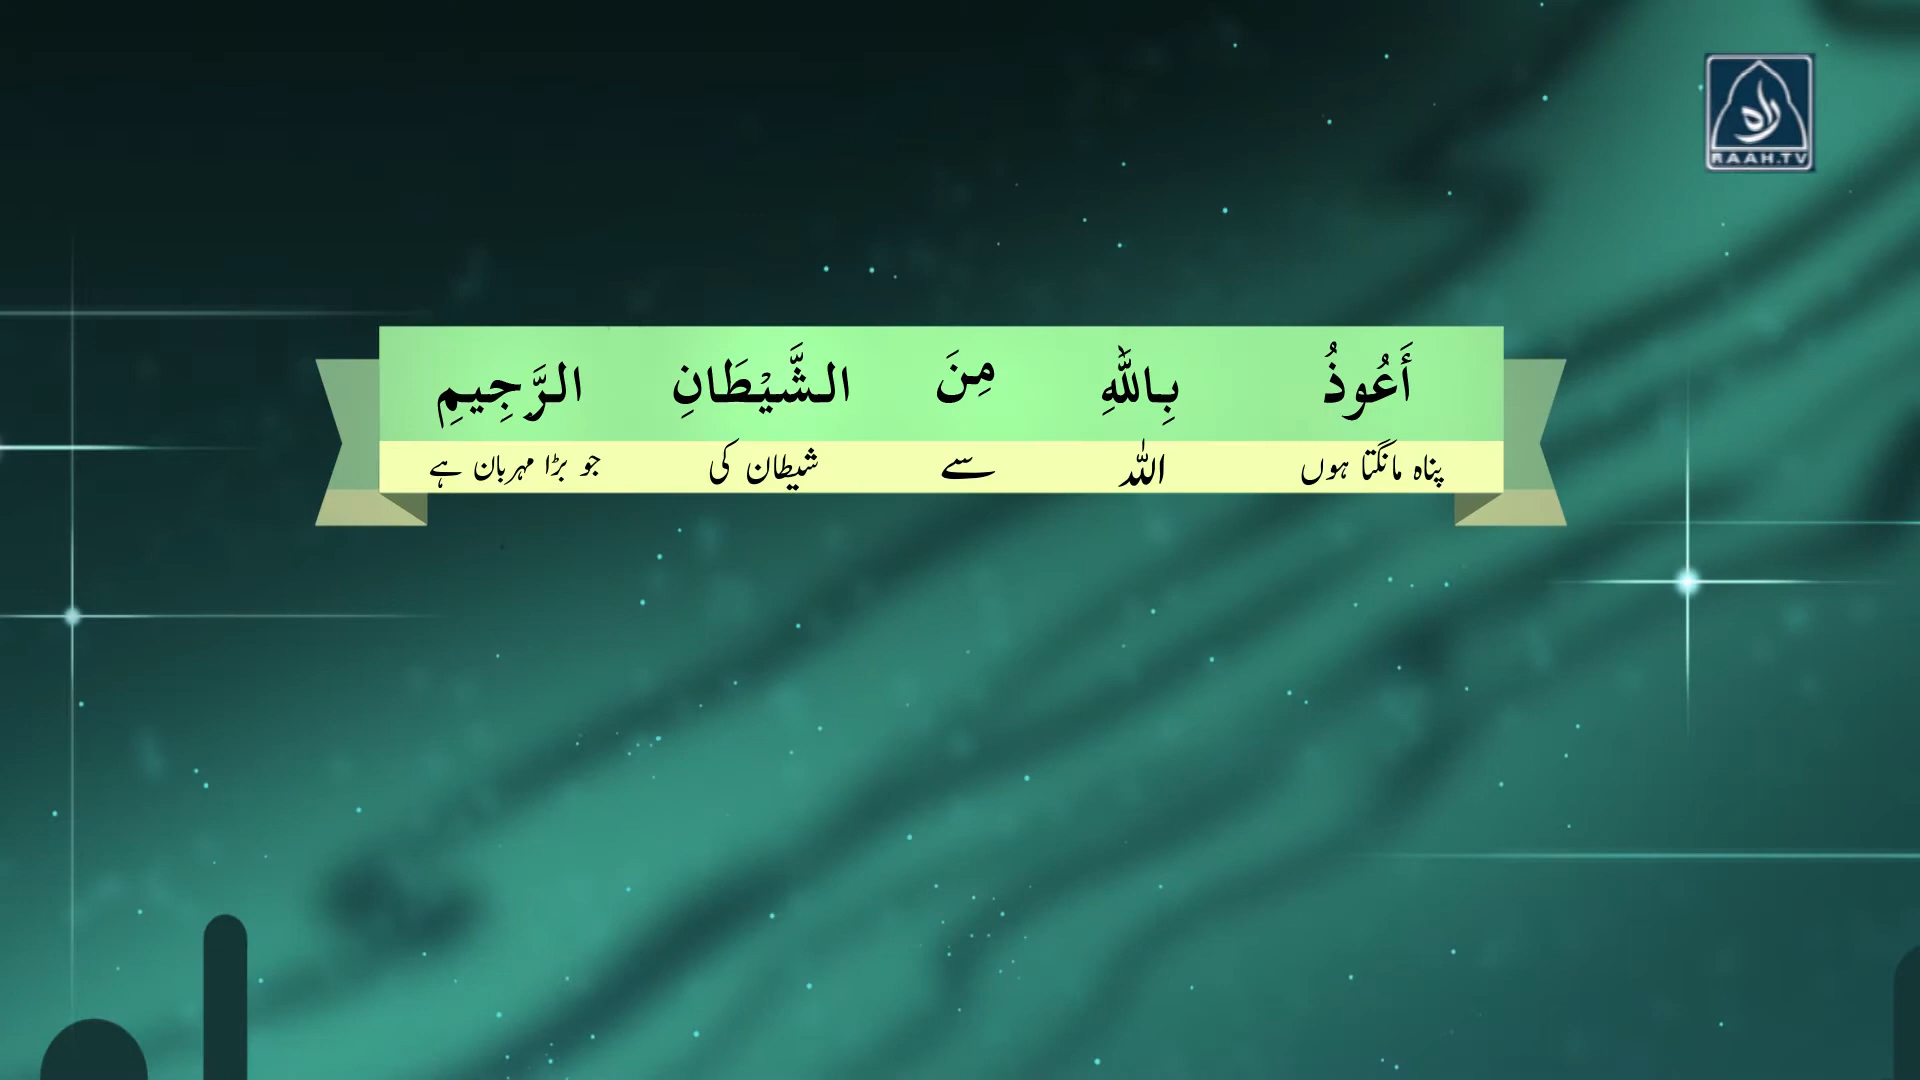 راہ
RAAH.TV
أَعُوذُ بِاللّٰهِ مِنَ الشَّيْطَانِ الرَّجِيمِ
پناہ مانگتا ہوں اللہ سے شیطان کی جو بڑا مہربان ہے